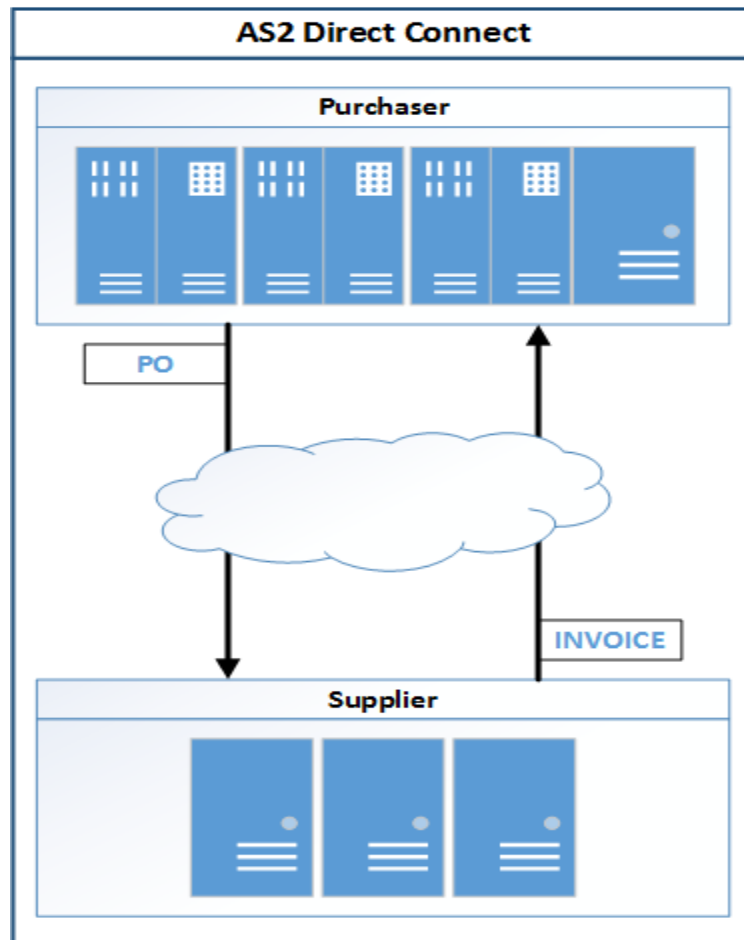 AS2 Direct Connect
Purchaser
PO
INVOICE
Supplier